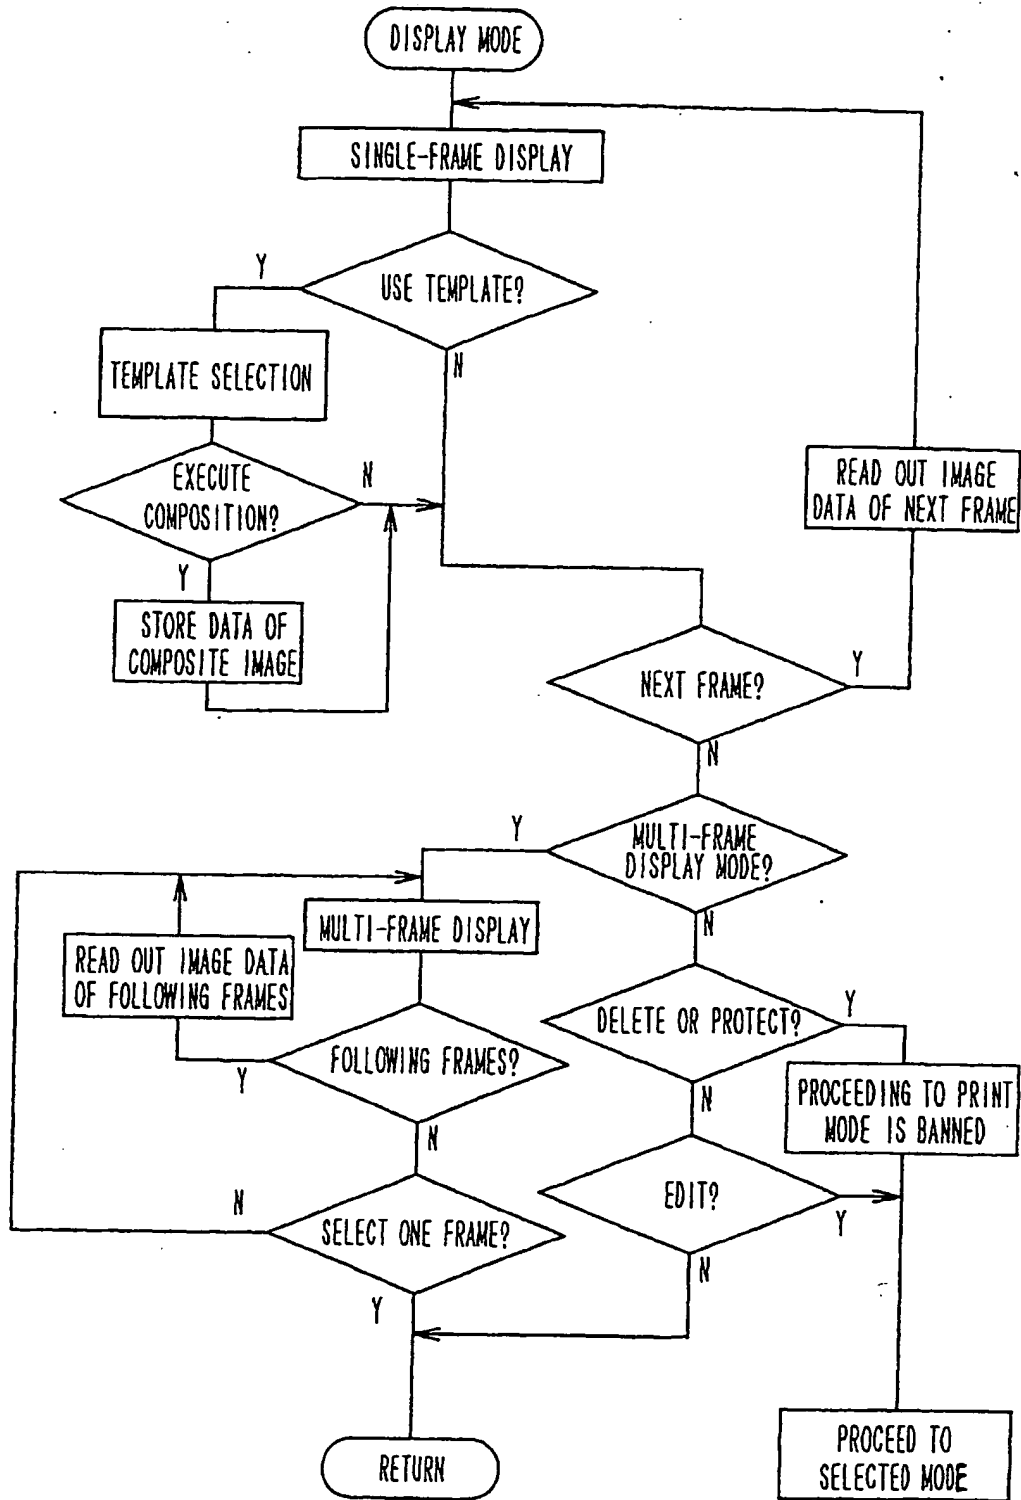 DISPLAY MODE
SINGLE-FRAME DISPLAY
Y
USE TEMPLATE?
N
TEMPLATE SELECTION
EXECUTE
COMPOSITION?
N
Y
STORE DATA OF
COMPOSITE IMAGE
READ OUT IMAGE
DATA OF NEXT FRAME
NEXT FRAME?
Y
N
Y
MULTI-FRAME
DISPLAY MODE?
N
MULTI-FRAME DISPLAY
READ OUT IMAGE DATA
OF FOLLOWING FRAMES
DELETE OR PROTECT?
Y
N
FOLLOWING FRAMES?
Y
N
PROCEEDING TO PRINT
MODE IS BANNED
EDIT?
Y
N
N
SELECT ONE FRAME?
Y
RETURN
PROCEED TO
SELECTED MODE